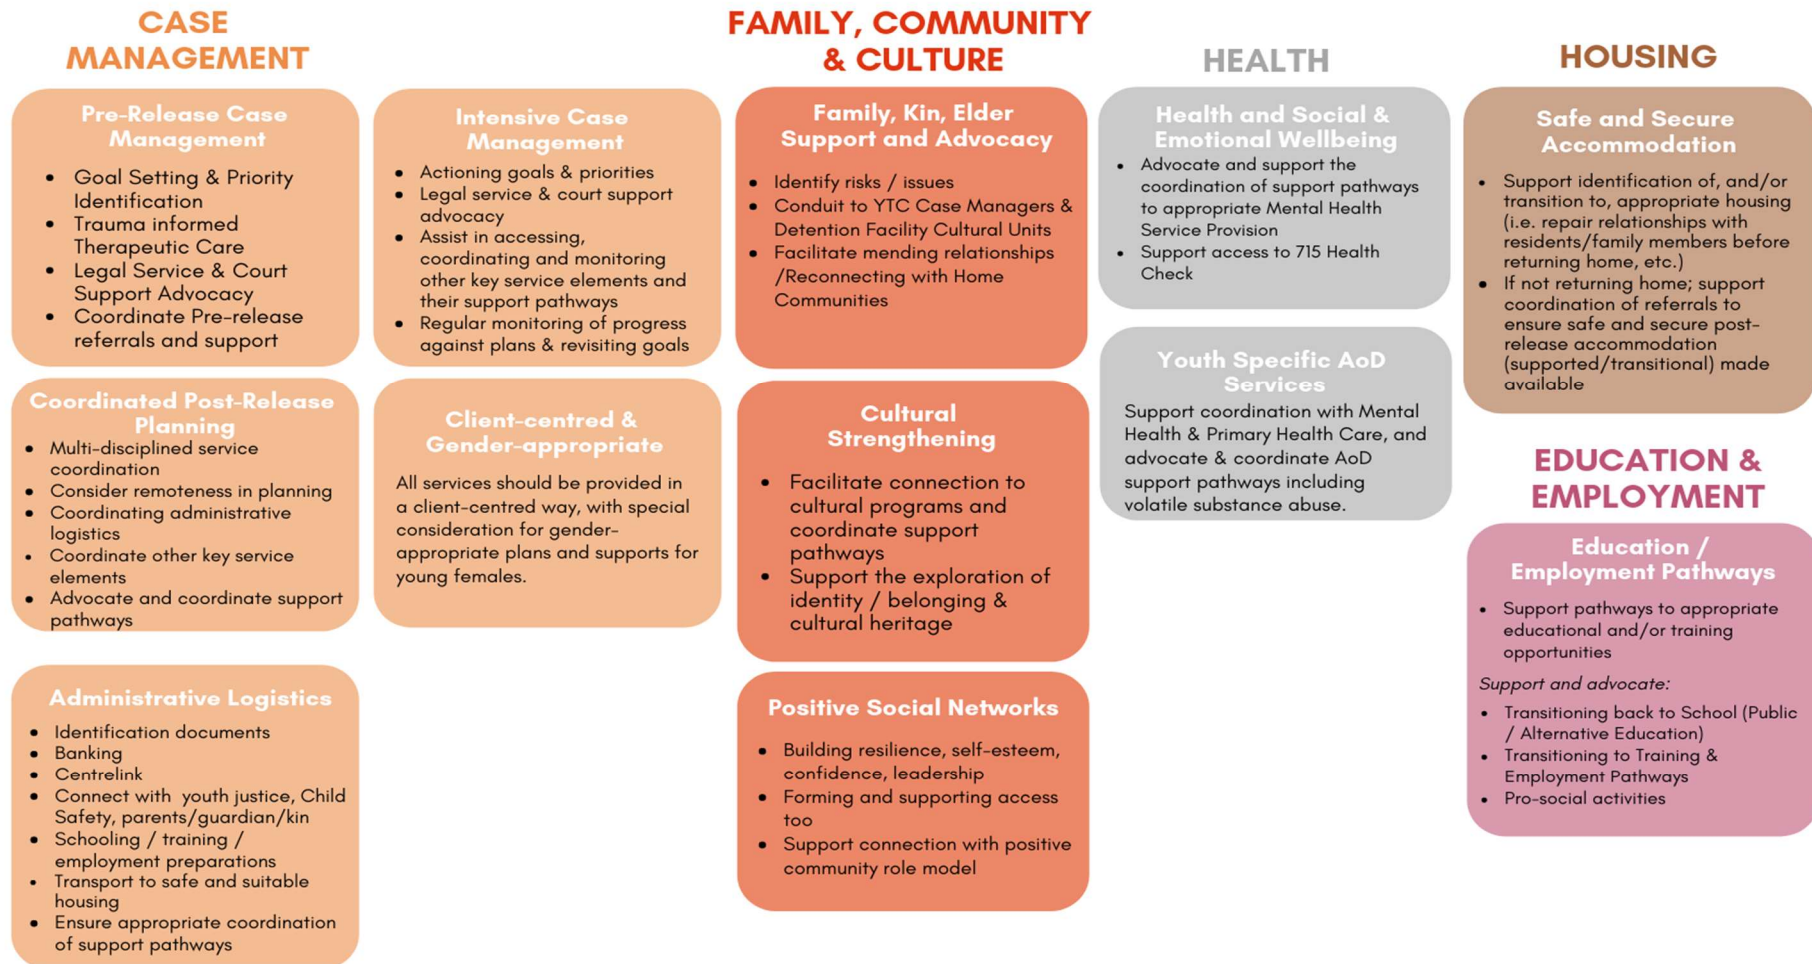 CASE
MANAGEMENT
Pre-Release Case
Management
• Goal Setting & Priority
Identification
• Trauma informed
Therapeutic Care
• Legal Service & Court
Support Advocacy
• Coordinate Pre-release
referrals and support
Coordinated Post-Release
Planning
• Multi-disciplined service
coordination
• Consider remoteness in planning
• Coordinating administrative
logistics
• Coordinate other key service
elements
• Advocate and coordinate support
pathways
Administrative Logistics
• Identification documents
• Banking
• Centrelink
• Connect with youth justice, Child
Safety, parents/guardian/kin
• Schooling / training /
employment preparations
• Transport to safe and suitable
housing
• Ensure appropriate coordination
of support pathways
Intensive Case
Management
• Actioning goals & priorities
• Legal service & court support
advocacy
• Assist in accessing,
coordinating and monitoring
other key service elements and
their support pathways
• Regular monitoring of progress
against plans & revisiting goals
Client-centred &
Gender-appropriate
All services should be provided in
a client-centred way, with special
consideration for gender-
appropriate plans and supports for
young females.
FAMILY, COMMUNITY
& CULTURE
Family, Kin, Elder
Support and Advocacy
• Identify risks / issues
• Conduit to YTC Case Managers &
Detention Facility Cultural Units
• Facilitate mending relationships
/Reconnecting with Home
Communities
Cultural
Strengthening
• Facilitate connection to
cultural programs and
coordinate support
pathways
• Support the exploration of
identity / belonging &
cultural heritage
Positive Social Networks
• Building resilience, self-esteem,
confidence, leadership
• Forming and supporting access
too
• Support connection with positive
community role model
HEALTH
Health and Social &
Emotional Wellbeing
• Advocate and support the
coordination of support pathways
to appropriate Mental Health
Service Provision
• Support access to 715 Health
Check
Youth Specific AoD
Services
Support coordination with Mental
Health & Primary Health Care, and
advocate & coordinate AoD
support pathways including
volatile substance abuse.
HOUSING
Safe and Secure
Accommodation
• Support identification of, and/or
transition to, appropriate housing
(i.e. repair relationships with
residents/family members before
returning home, etc.)
• If not returning home; support
coordination of referrals to
ensure safe and secure post-
release accommodation
(supported/transitional) made
available
EDUCATION &
EMPLOYMENT
Education /
Employment Pathways
• Support pathways to appropriate
educational and/or training
opportunities
Support and advocate:
• Transitioning back to School (Public
/ Alternative Education)
• Transitioning to Training &
Employment Pathways
• Pro-social activities